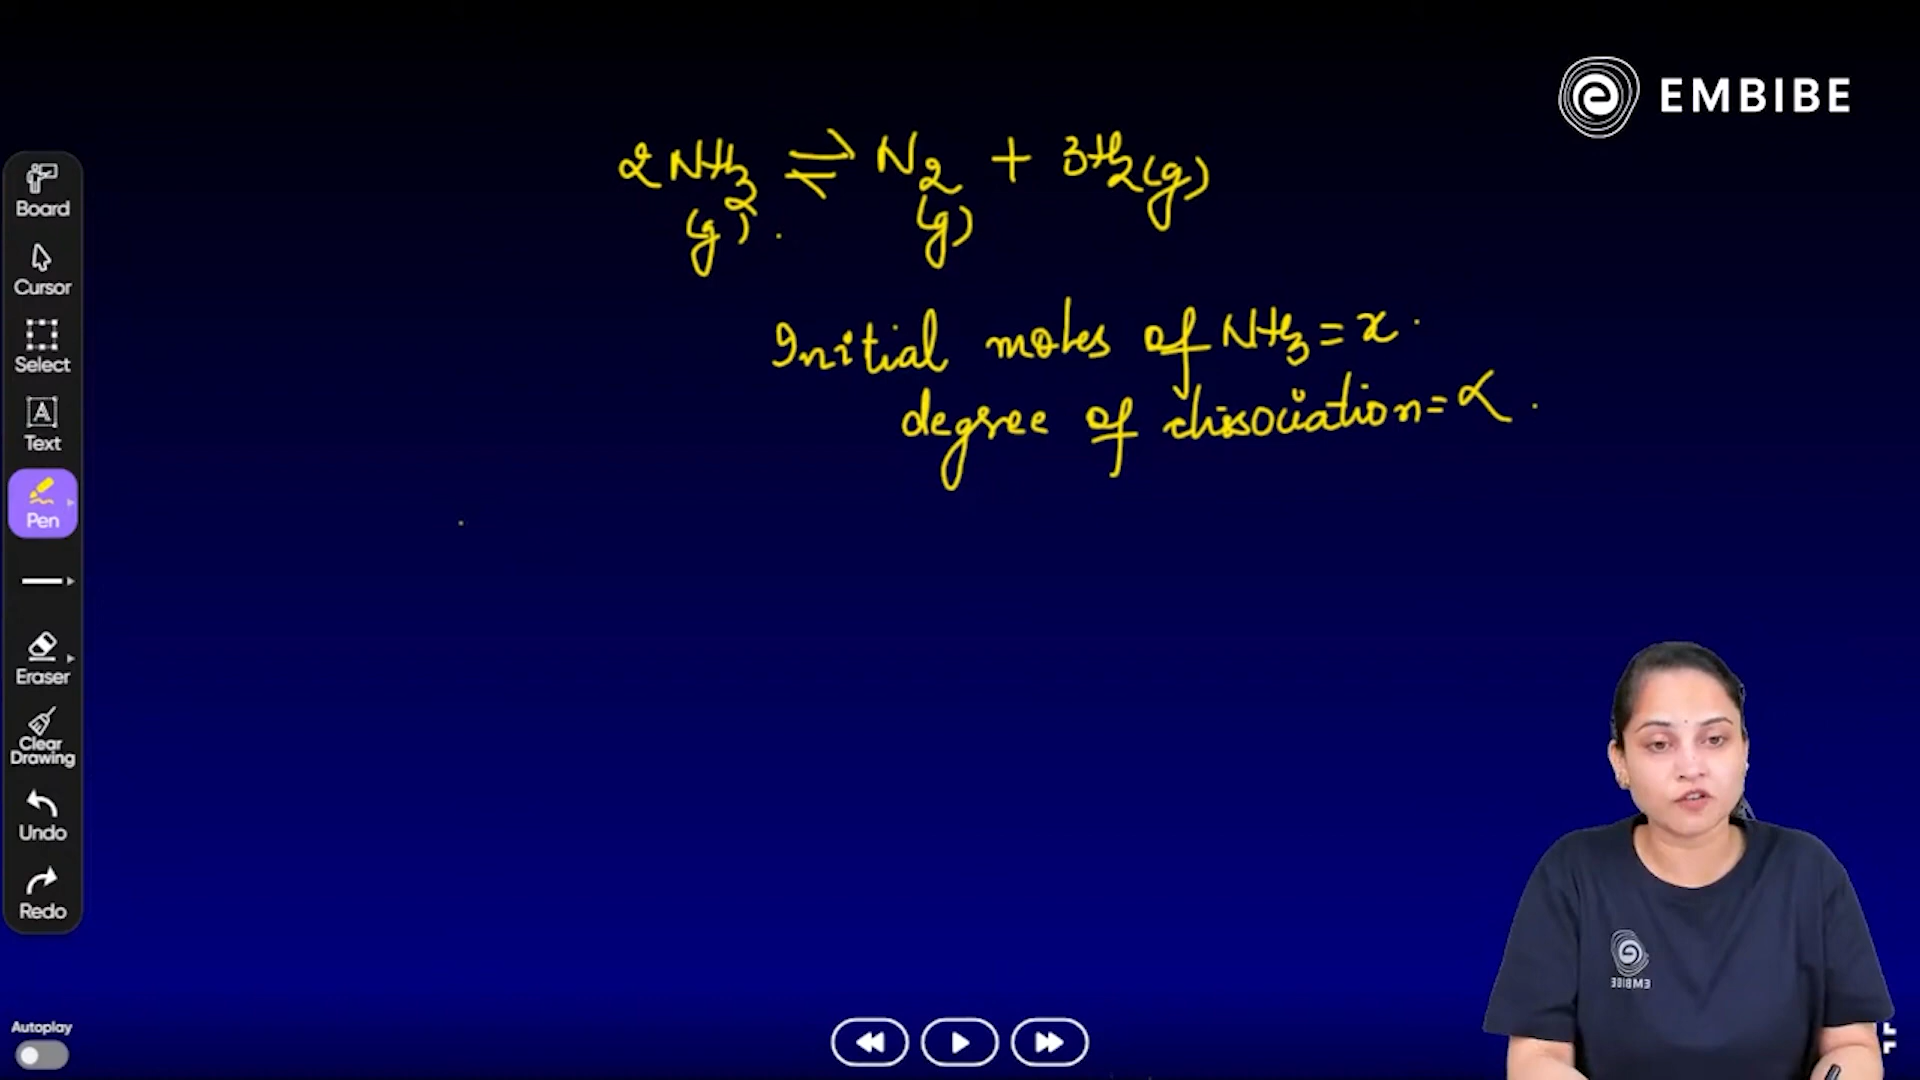 EMBIBE
2NH₃ ⇌ N₂ + 3H₂(g)
(g) (g)
Initial moles of NH₃ = x.
degree of dissociation = α.
Board
Cursor
Select
Text
Pen
Eraser
Clear
Drawing
Undo
Redo
Autoplay
EMBIBE